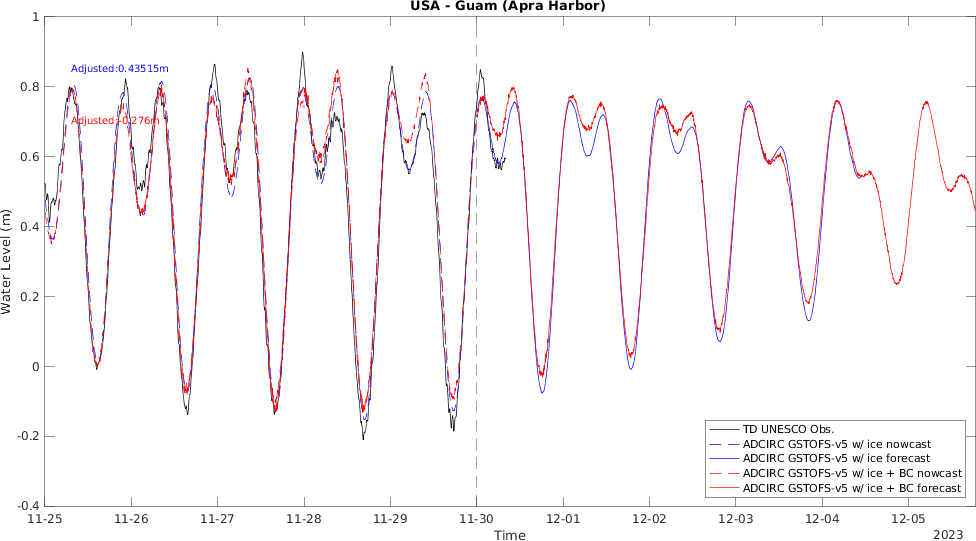 USA - Guam (Apra Harbor)
1
0.8
0.6
0.4
0.2
0
-0.2
-0.4
Water Level (m)
Adjusted:0.43515m
Adjusted:-0.276m
TD UNESCO Obs.
ADCIRC GSTOFS-v5 w/ ice nowcast
ADCIRC GSTOFS-v5 w/ ice forecast
ADCIRC GSTOFS-v5 w/ ice + BC nowcast
ADCIRC GSTOFS-v5 w/ ice + BC forecast
11-25 11-26 11-27 11-28 11-29 11-30 12-01 12-02 12-03 12-04 12-05
Time
2023